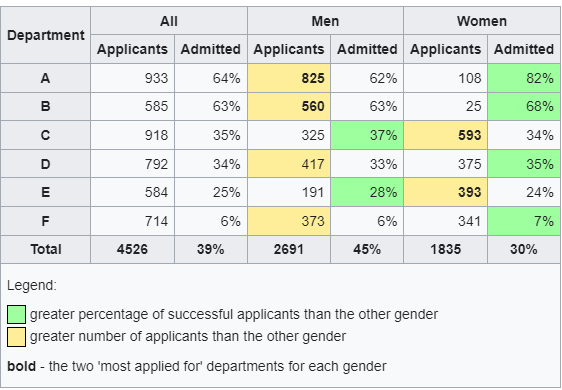 Department All Men Women
Applicants Admitted Applicants Admitted Applicants Admitted
A 933 64% 825 62% 108 82%
B 585 63% 560 63% 25 68%
C 918 35% 325 37% 593 34%
D 792 34% 417 33% 375 35%
E 584 25% 191 28% 393 24%
F 714 6% 373 6% 341 7%
Total 4526 39% 2691 45% 1835 30%
Legend:
greater percentage of successful applicants than the other gender
greater number of applicants than the other gender
bold - the two 'most applied for' departments for each gender